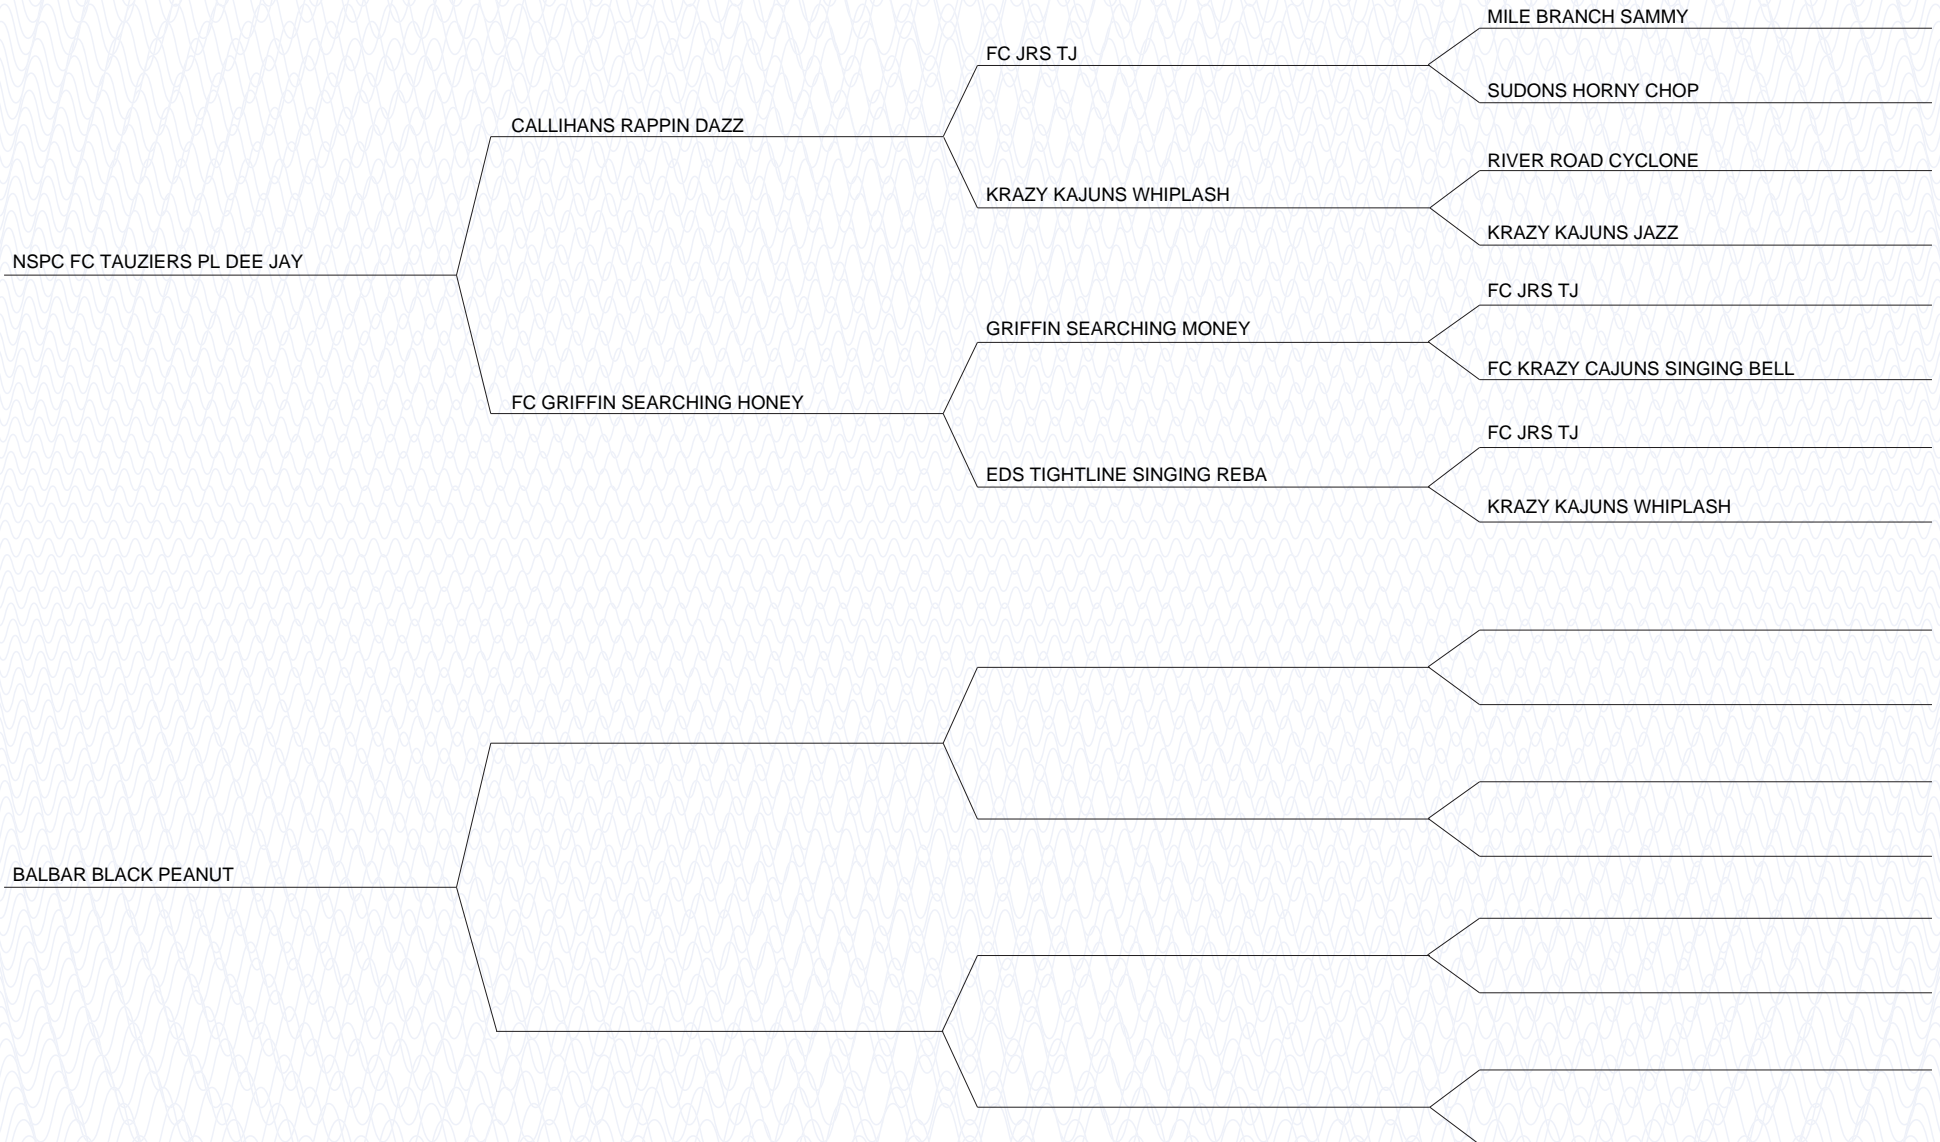 MILE BRANCH SAMMY
FC JRS TJ
SUDONS HORNY CHOP
CALLIHANS RAPPIN DAZZ
RIVER ROAD CYCLONE
KRAZY KAJUNS WHIPLASH
KRAZY KAJUNS JAZZ
NSPC FC TAUZIERS PL DEE JAY
FC JRS TJ
GRIFFIN SEARCHING MONEY
FC KRAZY CAJUNS SINGING BELL
FC GRIFFIN SEARCHING HONEY
FC JRS TJ
EDS TIGHTLINE SINGING REBA
KRAZY KAJUNS WHIPLASH
BALBAR BLACK PEANUT